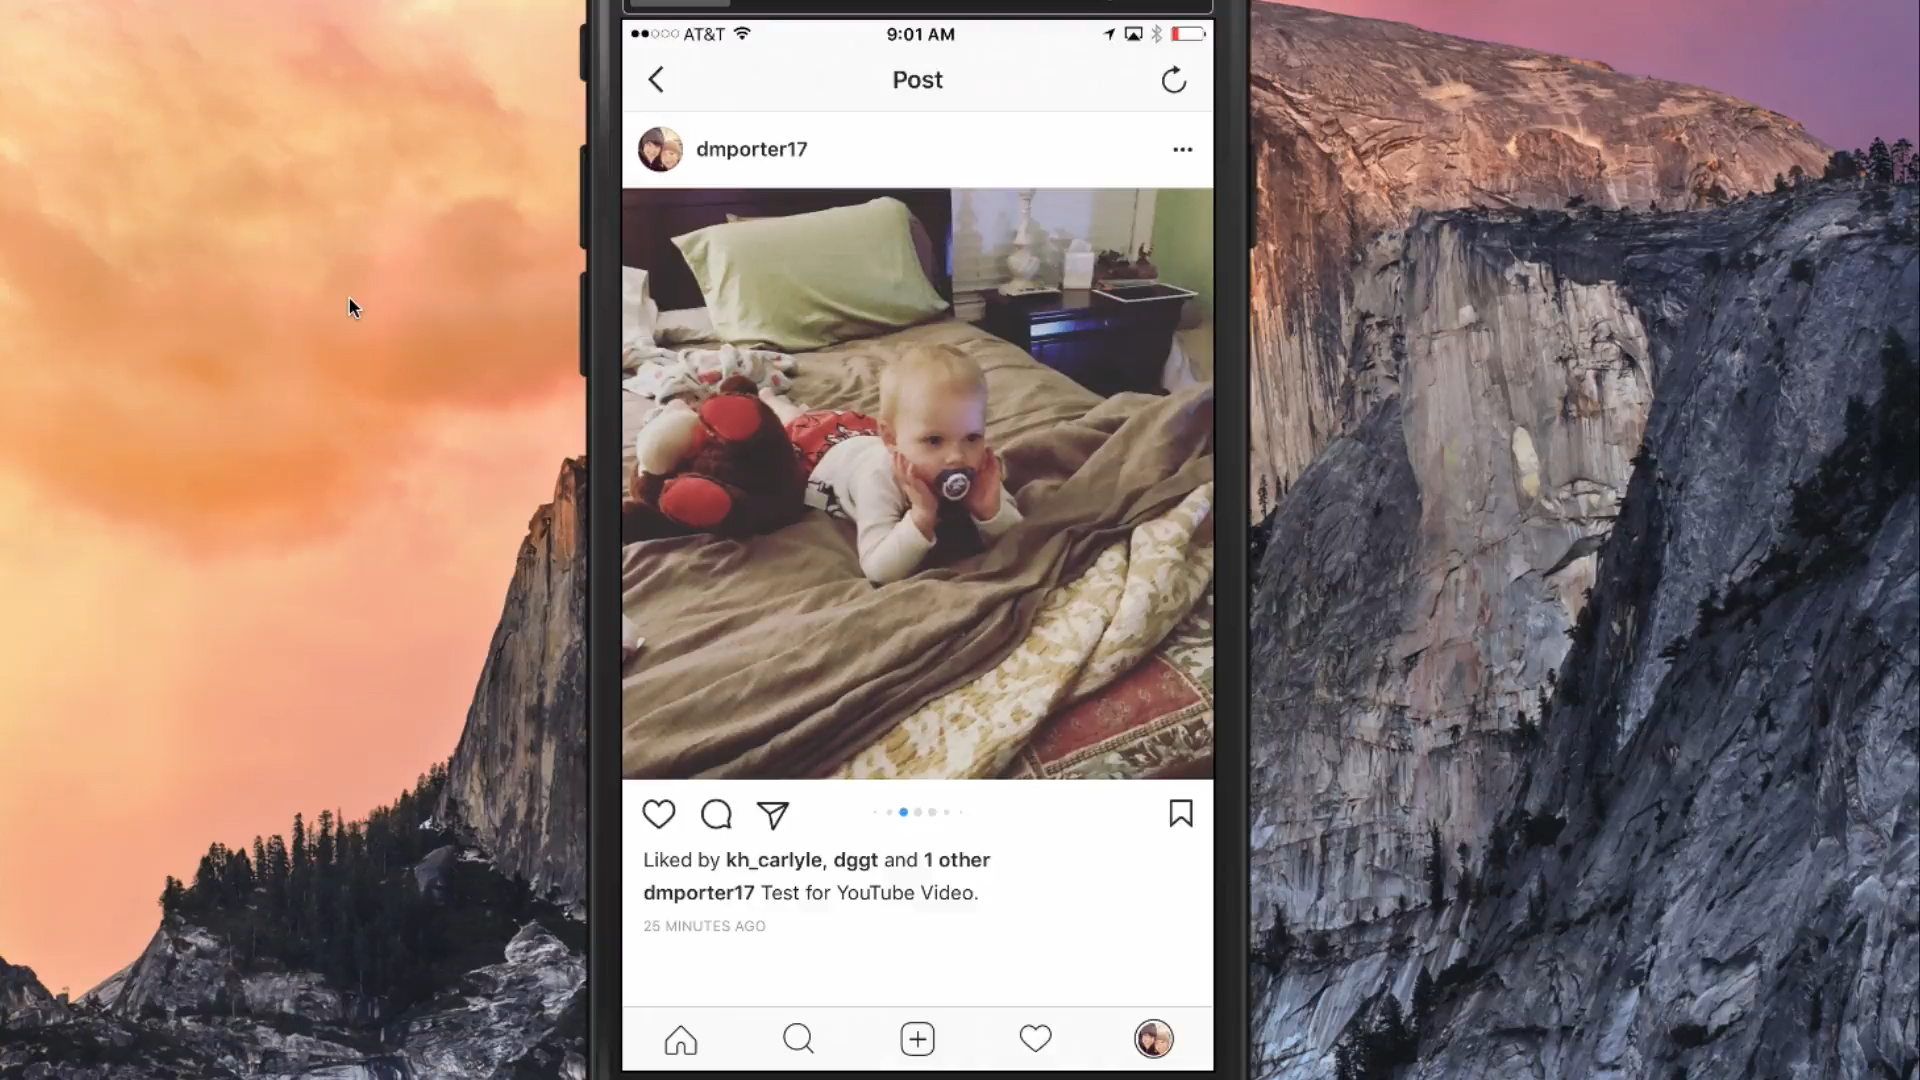 AT&T 9:01 AM
Post
dmporter17
Liked by kh_carlyle, dggt and 1 other
dmporter17 Test for YouTube Video.
25 MINUTES AGO